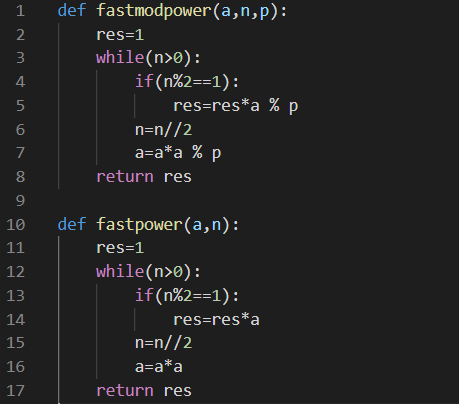 1 def fastmodpower(a,n,p):
2     res=1
3     while(n>0):
4         if(n%2==1):
5             res=res*a % p
6         n=n//2
7         a=a*a % p
8     return res
9
10 def fastpower(a,n):
11     res=1
12     while(n>0):
13         if(n%2==1):
14             res=res*a
15         n=n//2
16         a=a*a
17     return res